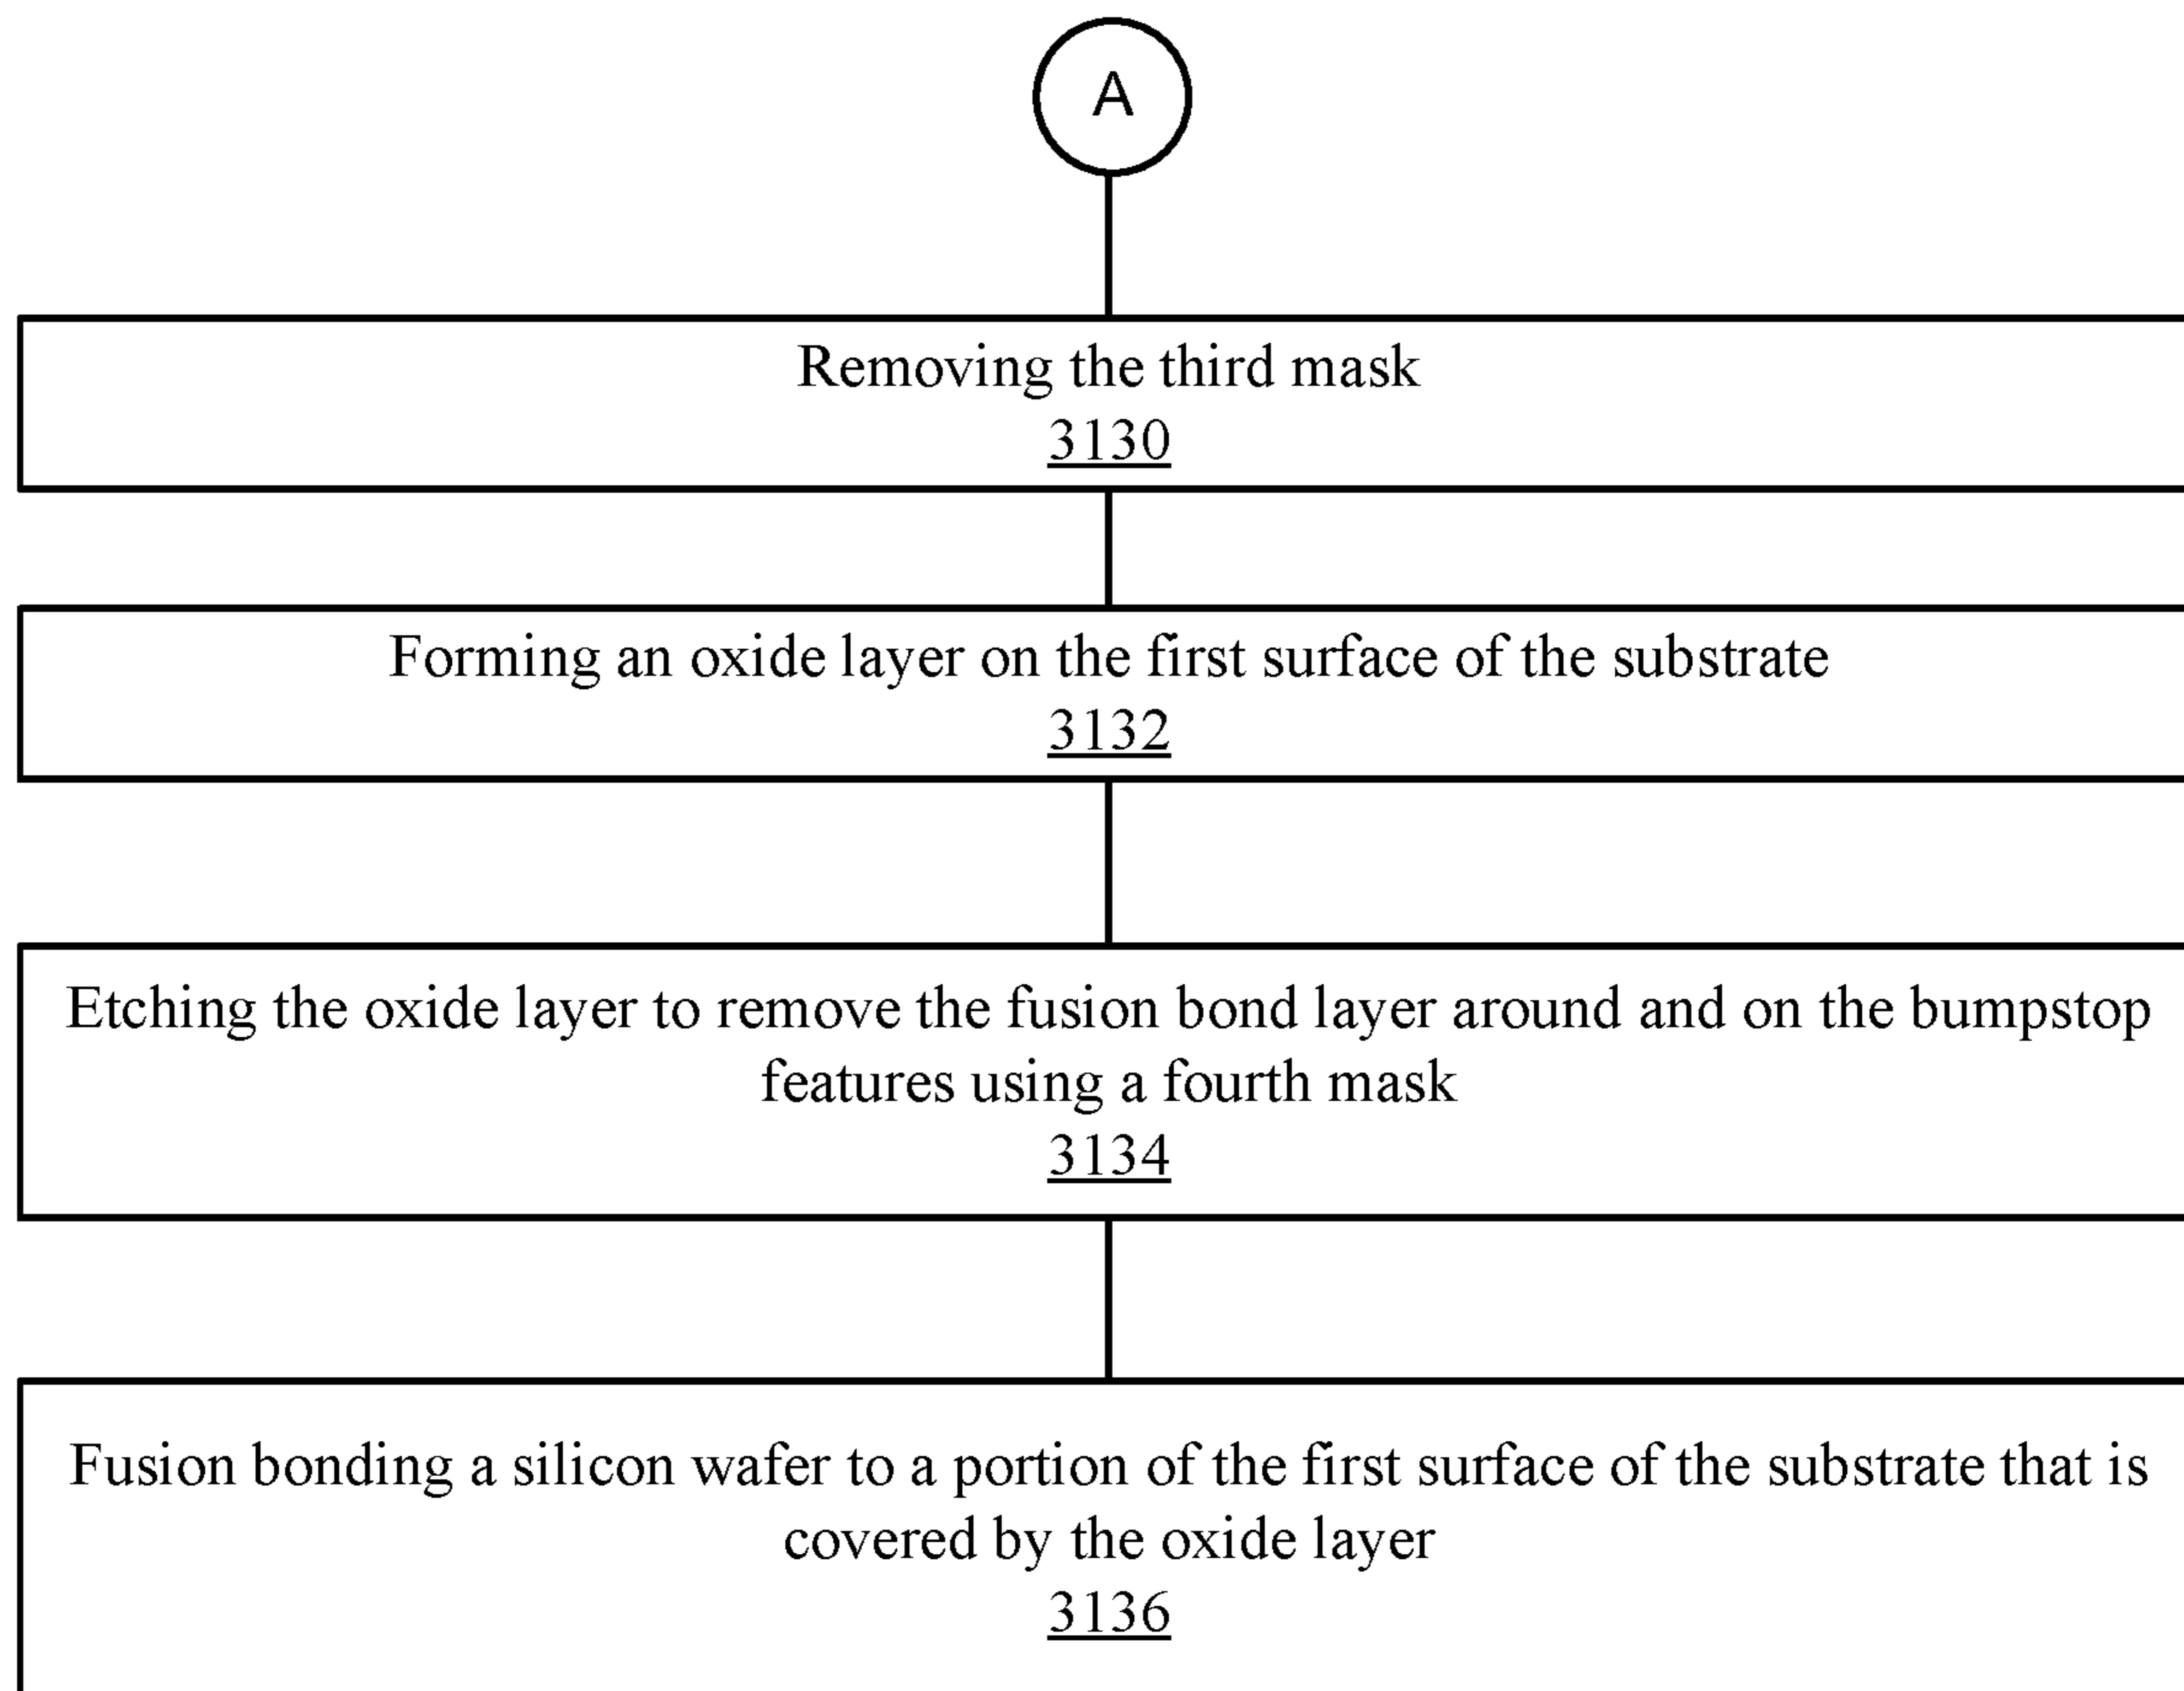 A
Removing the third mask
3130
Forming an oxide layer on the first surface of the substrate
3132
Etching the oxide layer to remove the fusion bond layer around and on the bumpstop
features using a fourth mask
3134
Fusion bonding a silicon wafer to a portion of the first surface of the substrate that is
covered by the oxide layer
3136